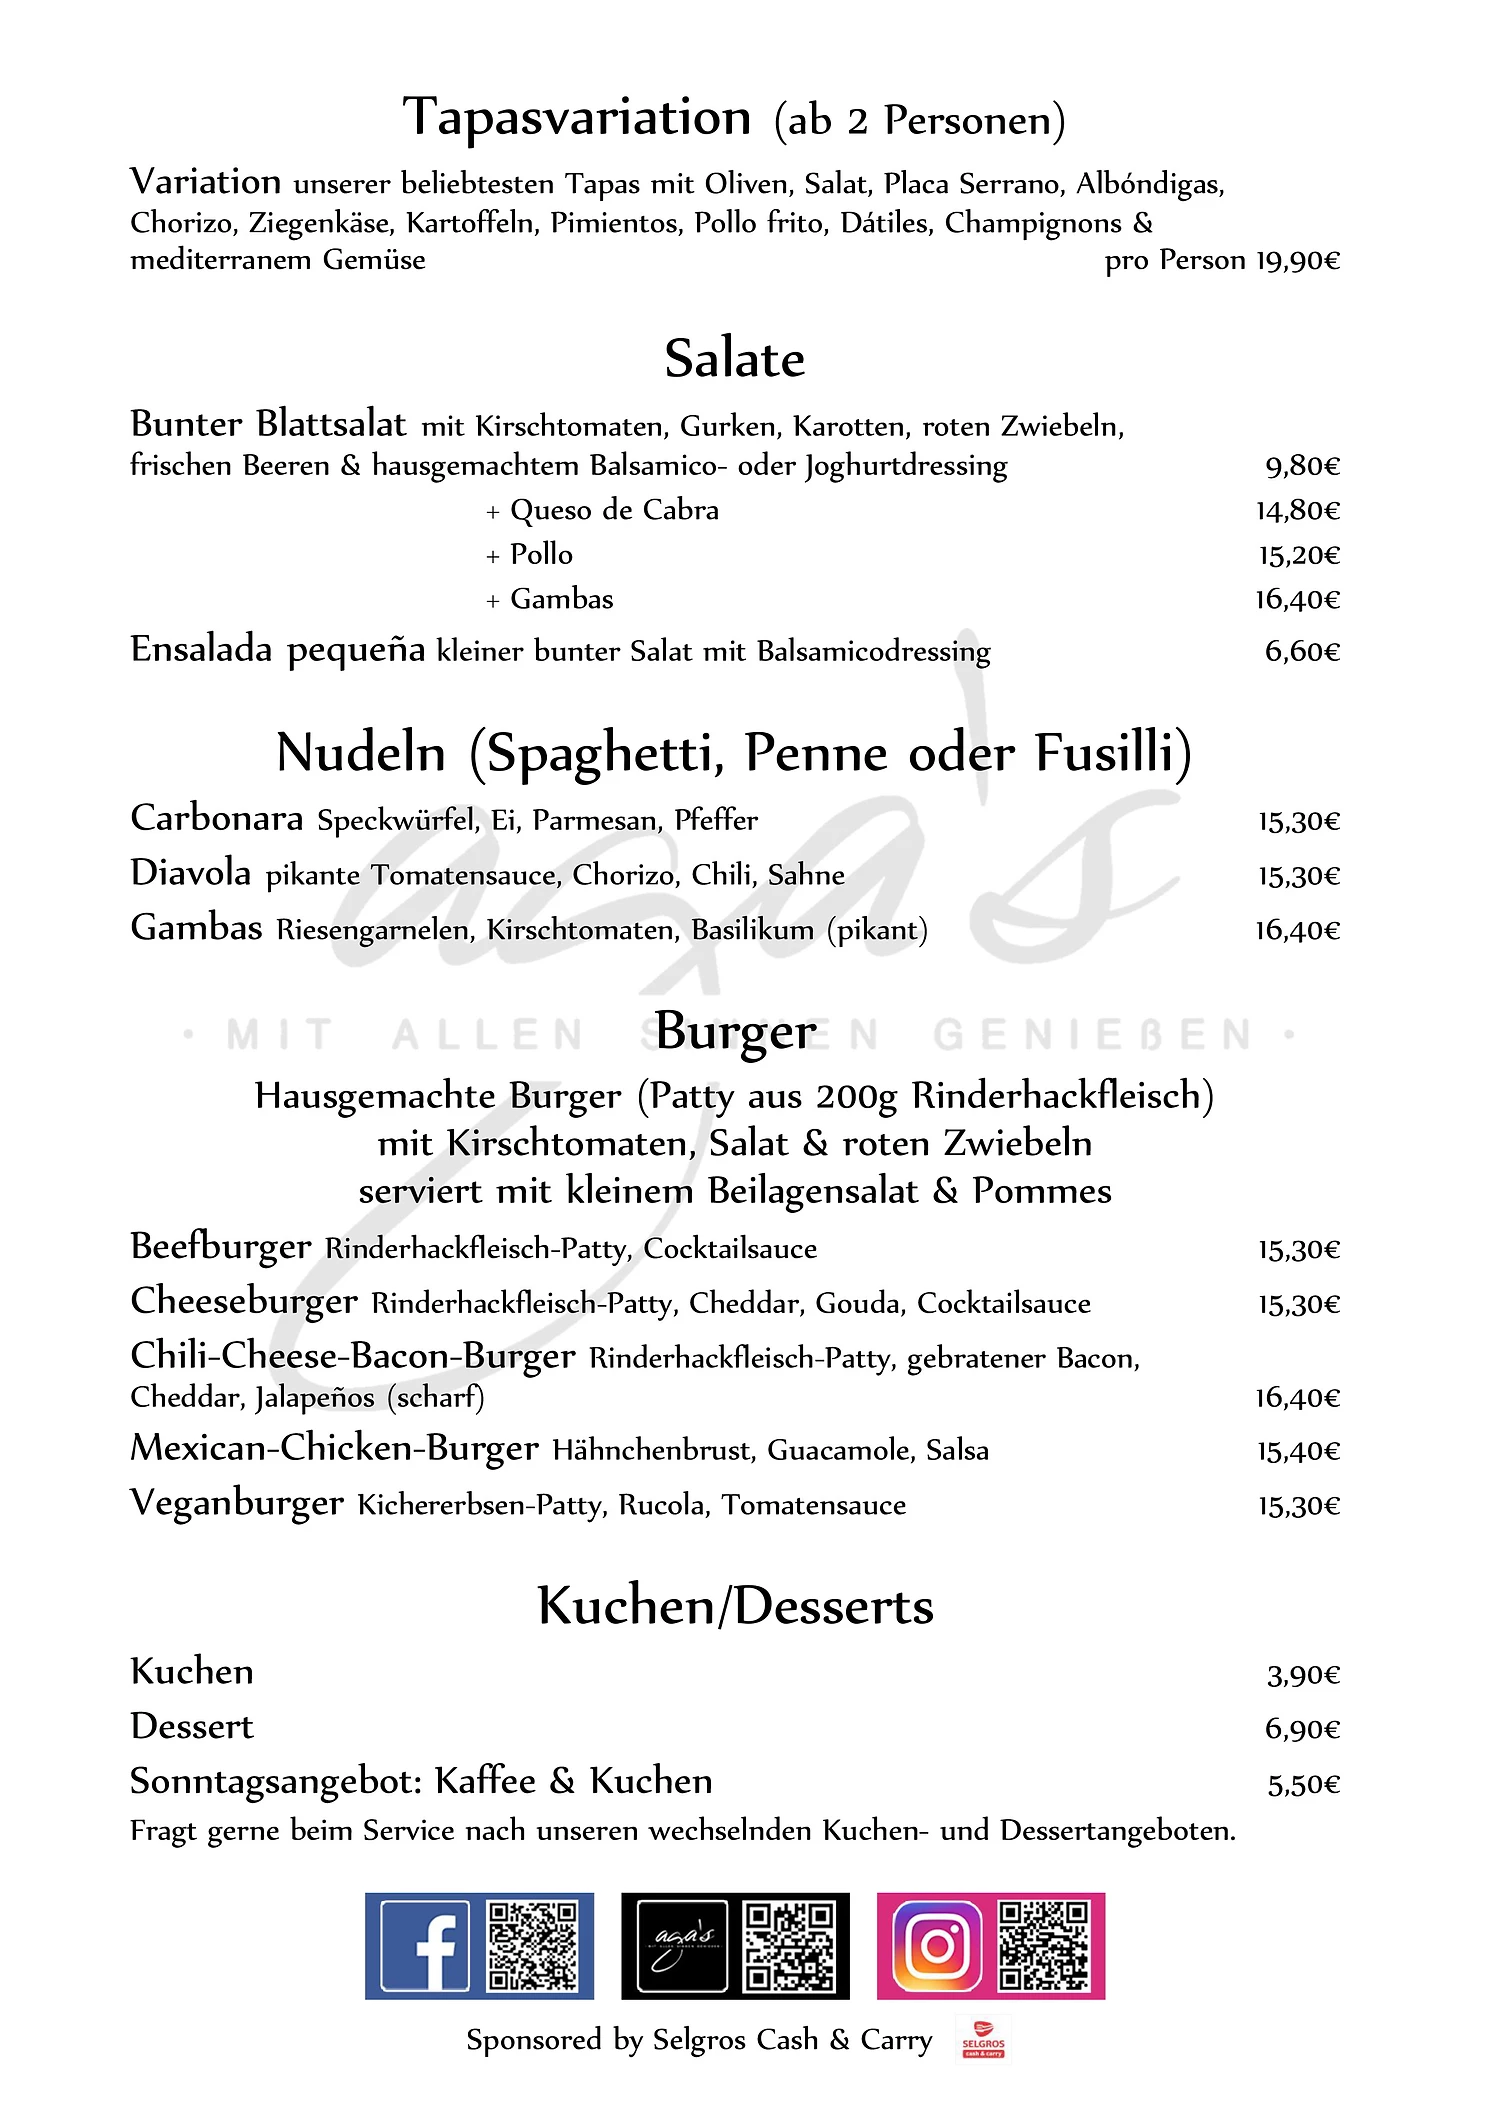 Tapasvariation (ab 2 Personen)
Variation unserer beliebtesten Tapas mit Oliven, Salat, Placa Serrano, Albóndigas,
Chorizo, Ziegenkäse, Kartoffeln, Pimientos, Pollo frito, Dátiles, Champignons &
mediterranem Gemüse pro Person 19,90€
Salate
Bunter Blattsalat mit Kirschtomaten, Gurken, Karotten, roten Zwiebeln,
frischen Beeren & hausgemachtem Balsamico- oder Joghurtdressing 9,80€
+ Queso de Cabra 14,80€
+ Pollo 15,20€
+ Gambas 16,40€
Ensalada pequeña kleiner bunter Salat mit Balsamicodressing 6,60€
Nudeln (Spaghetti, Penne oder Fusilli)
Carbonara Speckwürfel, Ei, Parmesan, Pfeffer 15,30€
Diavola pikante Tomatensauce, Chorizo, Chili, Sahne 15,30€
Gambas Riesengarnelen, Kirschtomaten, Basilikum (pikant) 16,40€
aga's
· MIT ALLEN SINNEN GENIEßEN ·
Burger
Hausgemachte Burger (Patty aus 200g Rinderhackfleisch)
mit Kirschtomaten, Salat & roten Zwiebeln
serviert mit kleinem Beilagensalat & Pommes
Beefburger Rinderhackfleisch-Patty, Cocktailsauce 15,30€
Cheeseburger Rinderhackfleisch-Patty, Cheddar, Gouda, Cocktailsauce 15,30€
Chili-Cheese-Bacon-Burger Rinderhackfleisch-Patty, gebratener Bacon,
Cheddar, Jalapeños (scharf) 16,40€
Mexican-Chicken-Burger Hähnchenbrust, Guacamole, Salsa 15,40€
Veganburger Kichererbsen-Patty, Rucola, Tomatensauce 15,30€
Kuchen/Desserts
Kuchen 3,90€
Dessert 6,90€
Sonntagsangebot: Kaffee & Kuchen 5,50€
Fragt gerne beim Service nach unseren wechselnden Kuchen- und Dessertangeboten.
aga's
MIT ALLEN SINNEN GENIEßEN
Sponsored by Selgros Cash & Carry
SELGROS
cash & carry